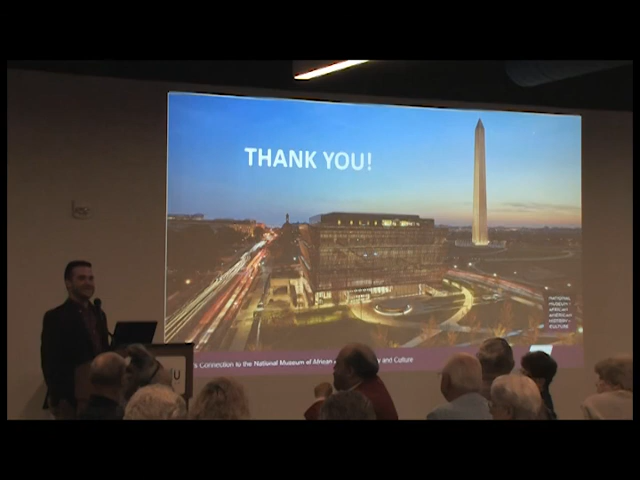 THANK YOU!
NATIONAL
MUSEUM
AFRICAN
AMERICAN
HISTORY
CULTURE
Connection to the National Museum of African and Culture
U